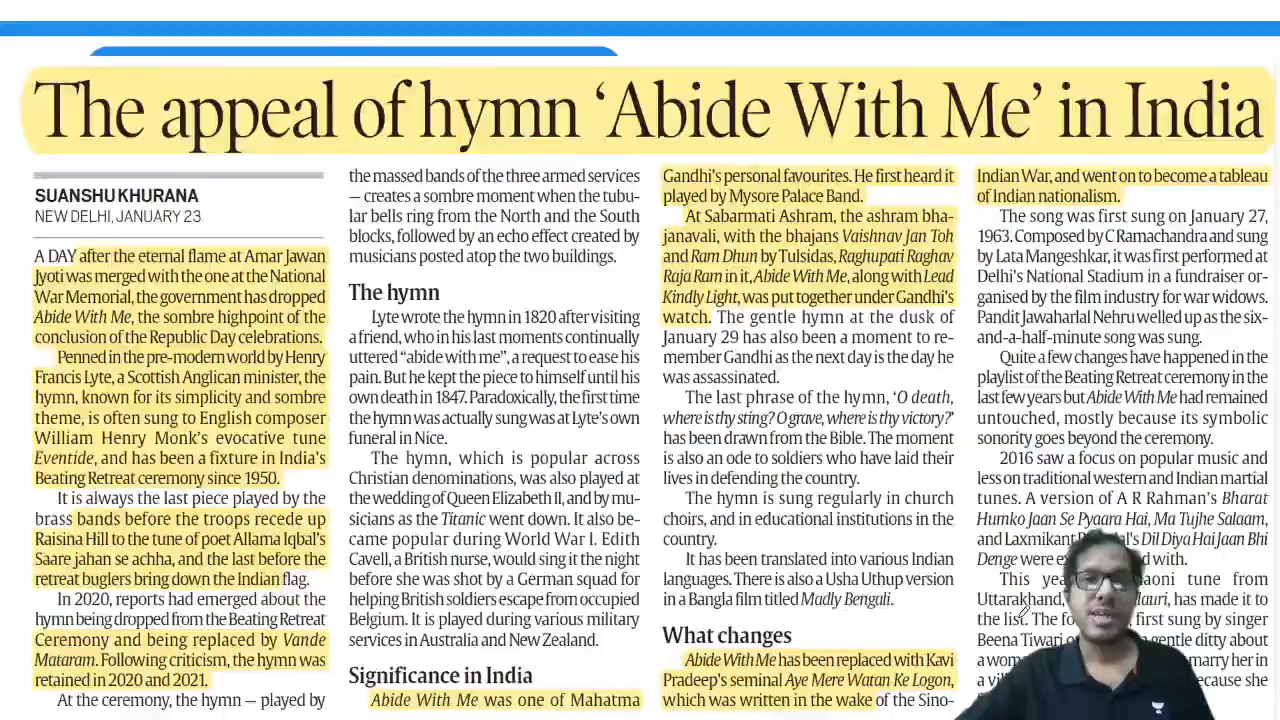 The appeal of hymn ‘Abide With Me’ in India
SUANSHU KHURANA
NEW DELHI, JANUARY 23
A DAY after the eternal flame at Amar Jawan
Jyoti was merged with the one at the National
War Memorial, the government has dropped
Abide With Me, the sombre highpoint of the
conclusion of the Republic Day celebrations.
Penned in the pre-modern world by Henry
Francis Lyte, a Scottish Anglican minister, the
hymn, known for its simplicity and sombre
theme, is often sung to English composer
William Henry Monk’s evocative tune
Eventide, and has been a fixture in India’s
Beating Retreat ceremony since 1950.
It is always the last piece played by the
brass bands before the troops recede up
Raisina Hill to the tune of poet Allama Iqbal’s
Saare jahan se achha, and the last before the
retreat buglers bring down the Indian flag.
In 2020, reports had emerged about the
hymn being dropped from the Beating Retreat
Ceremony and being replaced by Vande
Mataram. Following criticism, the hymn was
retained in 2020 and 2021.
At the ceremony, the hymn — played by
the massed bands of the three armed services
— creates a sombre moment when the tubu-
lar bells ring from the North and the South
blocks, followed by an echo effect created by
musicians posted atop the two buildings.
The hymn
Lyte wrote the hymn in 1820 after visiting
a friend, who in his last moments continually
uttered “abide with me”, a request to ease his
pain. But he kept the piece to himself until his
own death in 1847. Paradoxically, the first time
the hymn was actually sung was at Lyte’s own
funeral in Nice.
The hymn, which is popular across
Christian denominations, was also played at
the wedding of Queen Elizabeth II, and by mu-
sicians as the Titanic went down. It also be-
came popular during World War I. Edith
Cavell, a British nurse, would sing it the night
before she was shot by a German squad for
helping British soldiers escape from occupied
Belgium. It is played during various military
services in Australia and New Zealand.
Significance in India
Abide With Me was one of Mahatma
Gandhi’s personal favourites. He first heard it
played by Mysore Palace Band.
At Sabarmati Ashram, the ashram bha-
janavali, with the bhajans Vaishnav Jan Toh
and Ram Dhun by Tulsidas, Raghupati Raghav
Raja Ram in it, Abide With Me, along with Lead
Kindly Light, was put together under Gandhi’s
watch. The gentle hymn at the dusk of
January 29 has also been a moment to re-
member Gandhi as the next day is the day he
was assassinated.
The last phrase of the hymn, ‘O death,
where is thy sting? O grave, where is thy victory?’
has been drawn from the Bible. The moment
is also an ode to soldiers who have laid their
lives in defending the country.
The hymn is sung regularly in church
choirs, and in educational institutions in the
country.
It has been translated into various Indian
languages. There is also a Usha Uthup version
in a Bangla film titled Madly Bengali.
What changes
Abide With Me has been replaced with Kavi
Pradeep’s seminal Aye Mere Watan Ke Logon,
which was written in the wake of the Sino-
Indian War, and went on to become a tableau
of Indian nationalism.
The song was first sung on January 27,
1963. Composed by C Ramachandra and sung
by Lata Mangeshkar, it was first performed at
Delhi’s National Stadium in a fundraiser or-
ganised by the film industry for war widows.
Pandit Jawaharlal Nehru welled up as the six-
and-a-half-minute song was sung.
Quite a few changes have happened in the
playlist of the Beating Retreat ceremony in the
last few years but Abide With Me had remained
untouched, mostly because its symbolic
sonority goes beyond the ceremony.
2016 saw a focus on popular music and
less on traditional western and Indian martial
tunes. A version of A R Rahman’s Bharat
Humko Jaan Se Pyaara Hai, Ma Tujhe Salaam,
and Laxmikant Dil Diya Hai Jaan Bhi
Denge were with.
This tune from
Uttarakhand, has made it to
the list. The first sung by singer
Beena Tiwari gentle ditty about
a marry her in
a because she